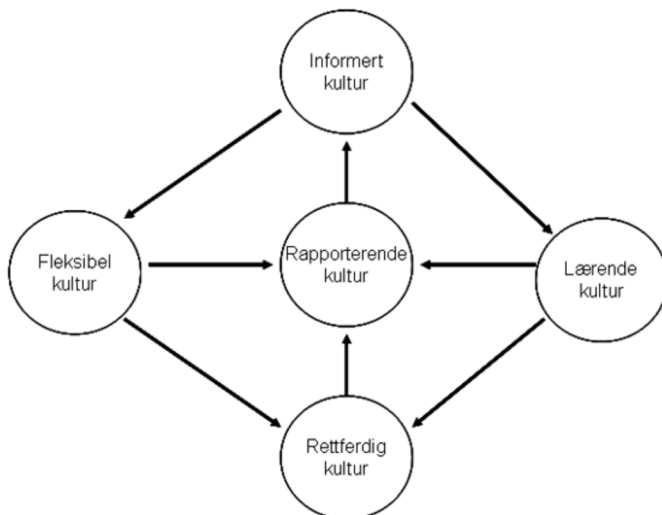 Informert
kultur
Fleksibel
kultur
Rapporterende
kultur
Lærende
kultur
Rettferdig
kultur